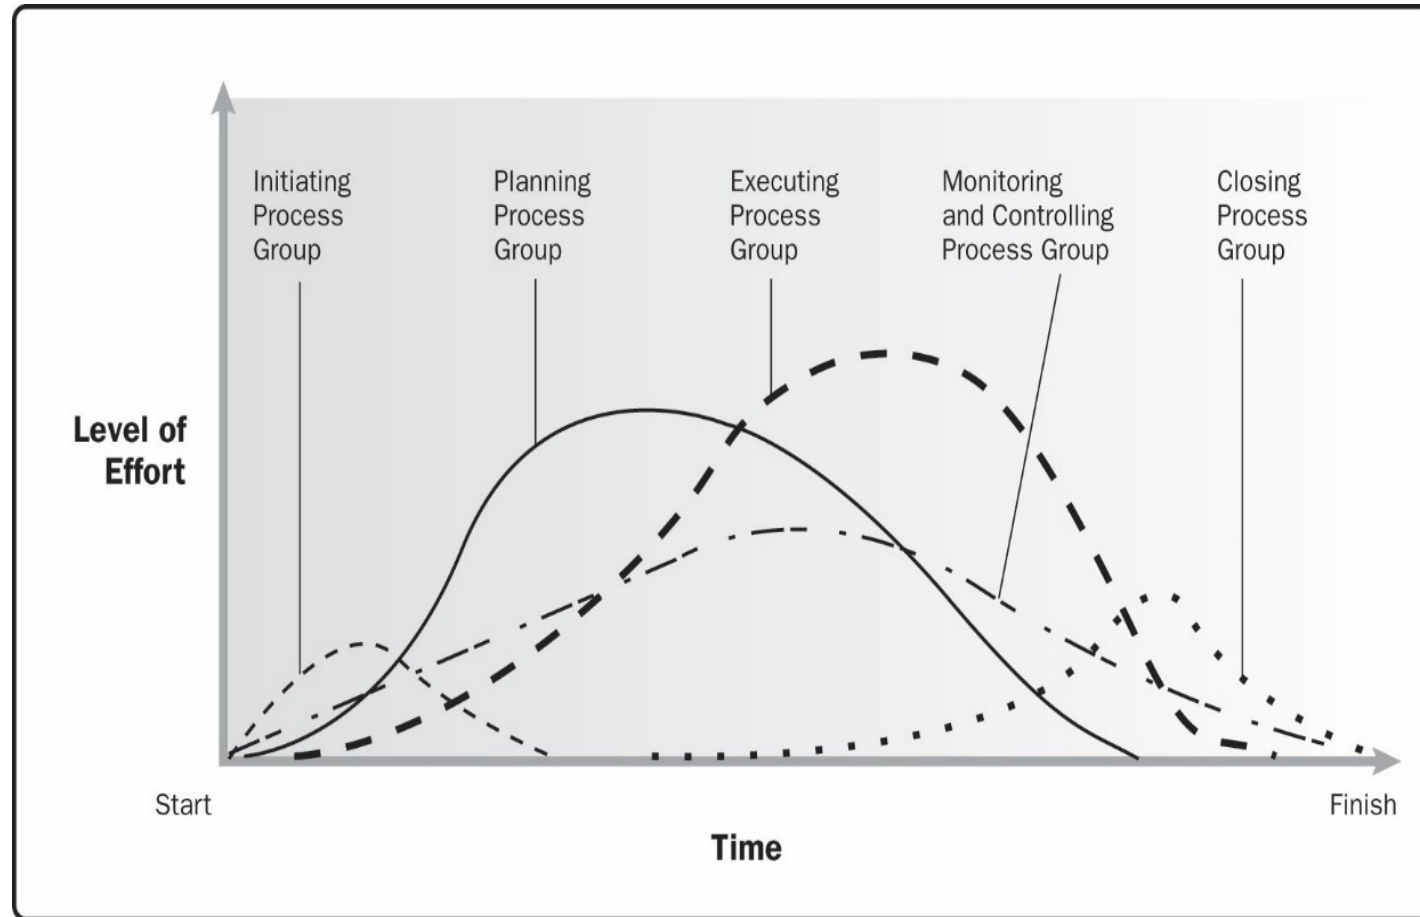 Initiating
Process
Group
Planning
Process
Group
Executing
Process
Group
Monitoring
and Controlling
Process Group
Closing
Process
Group
Level of
Effort
Start
Finish
Time